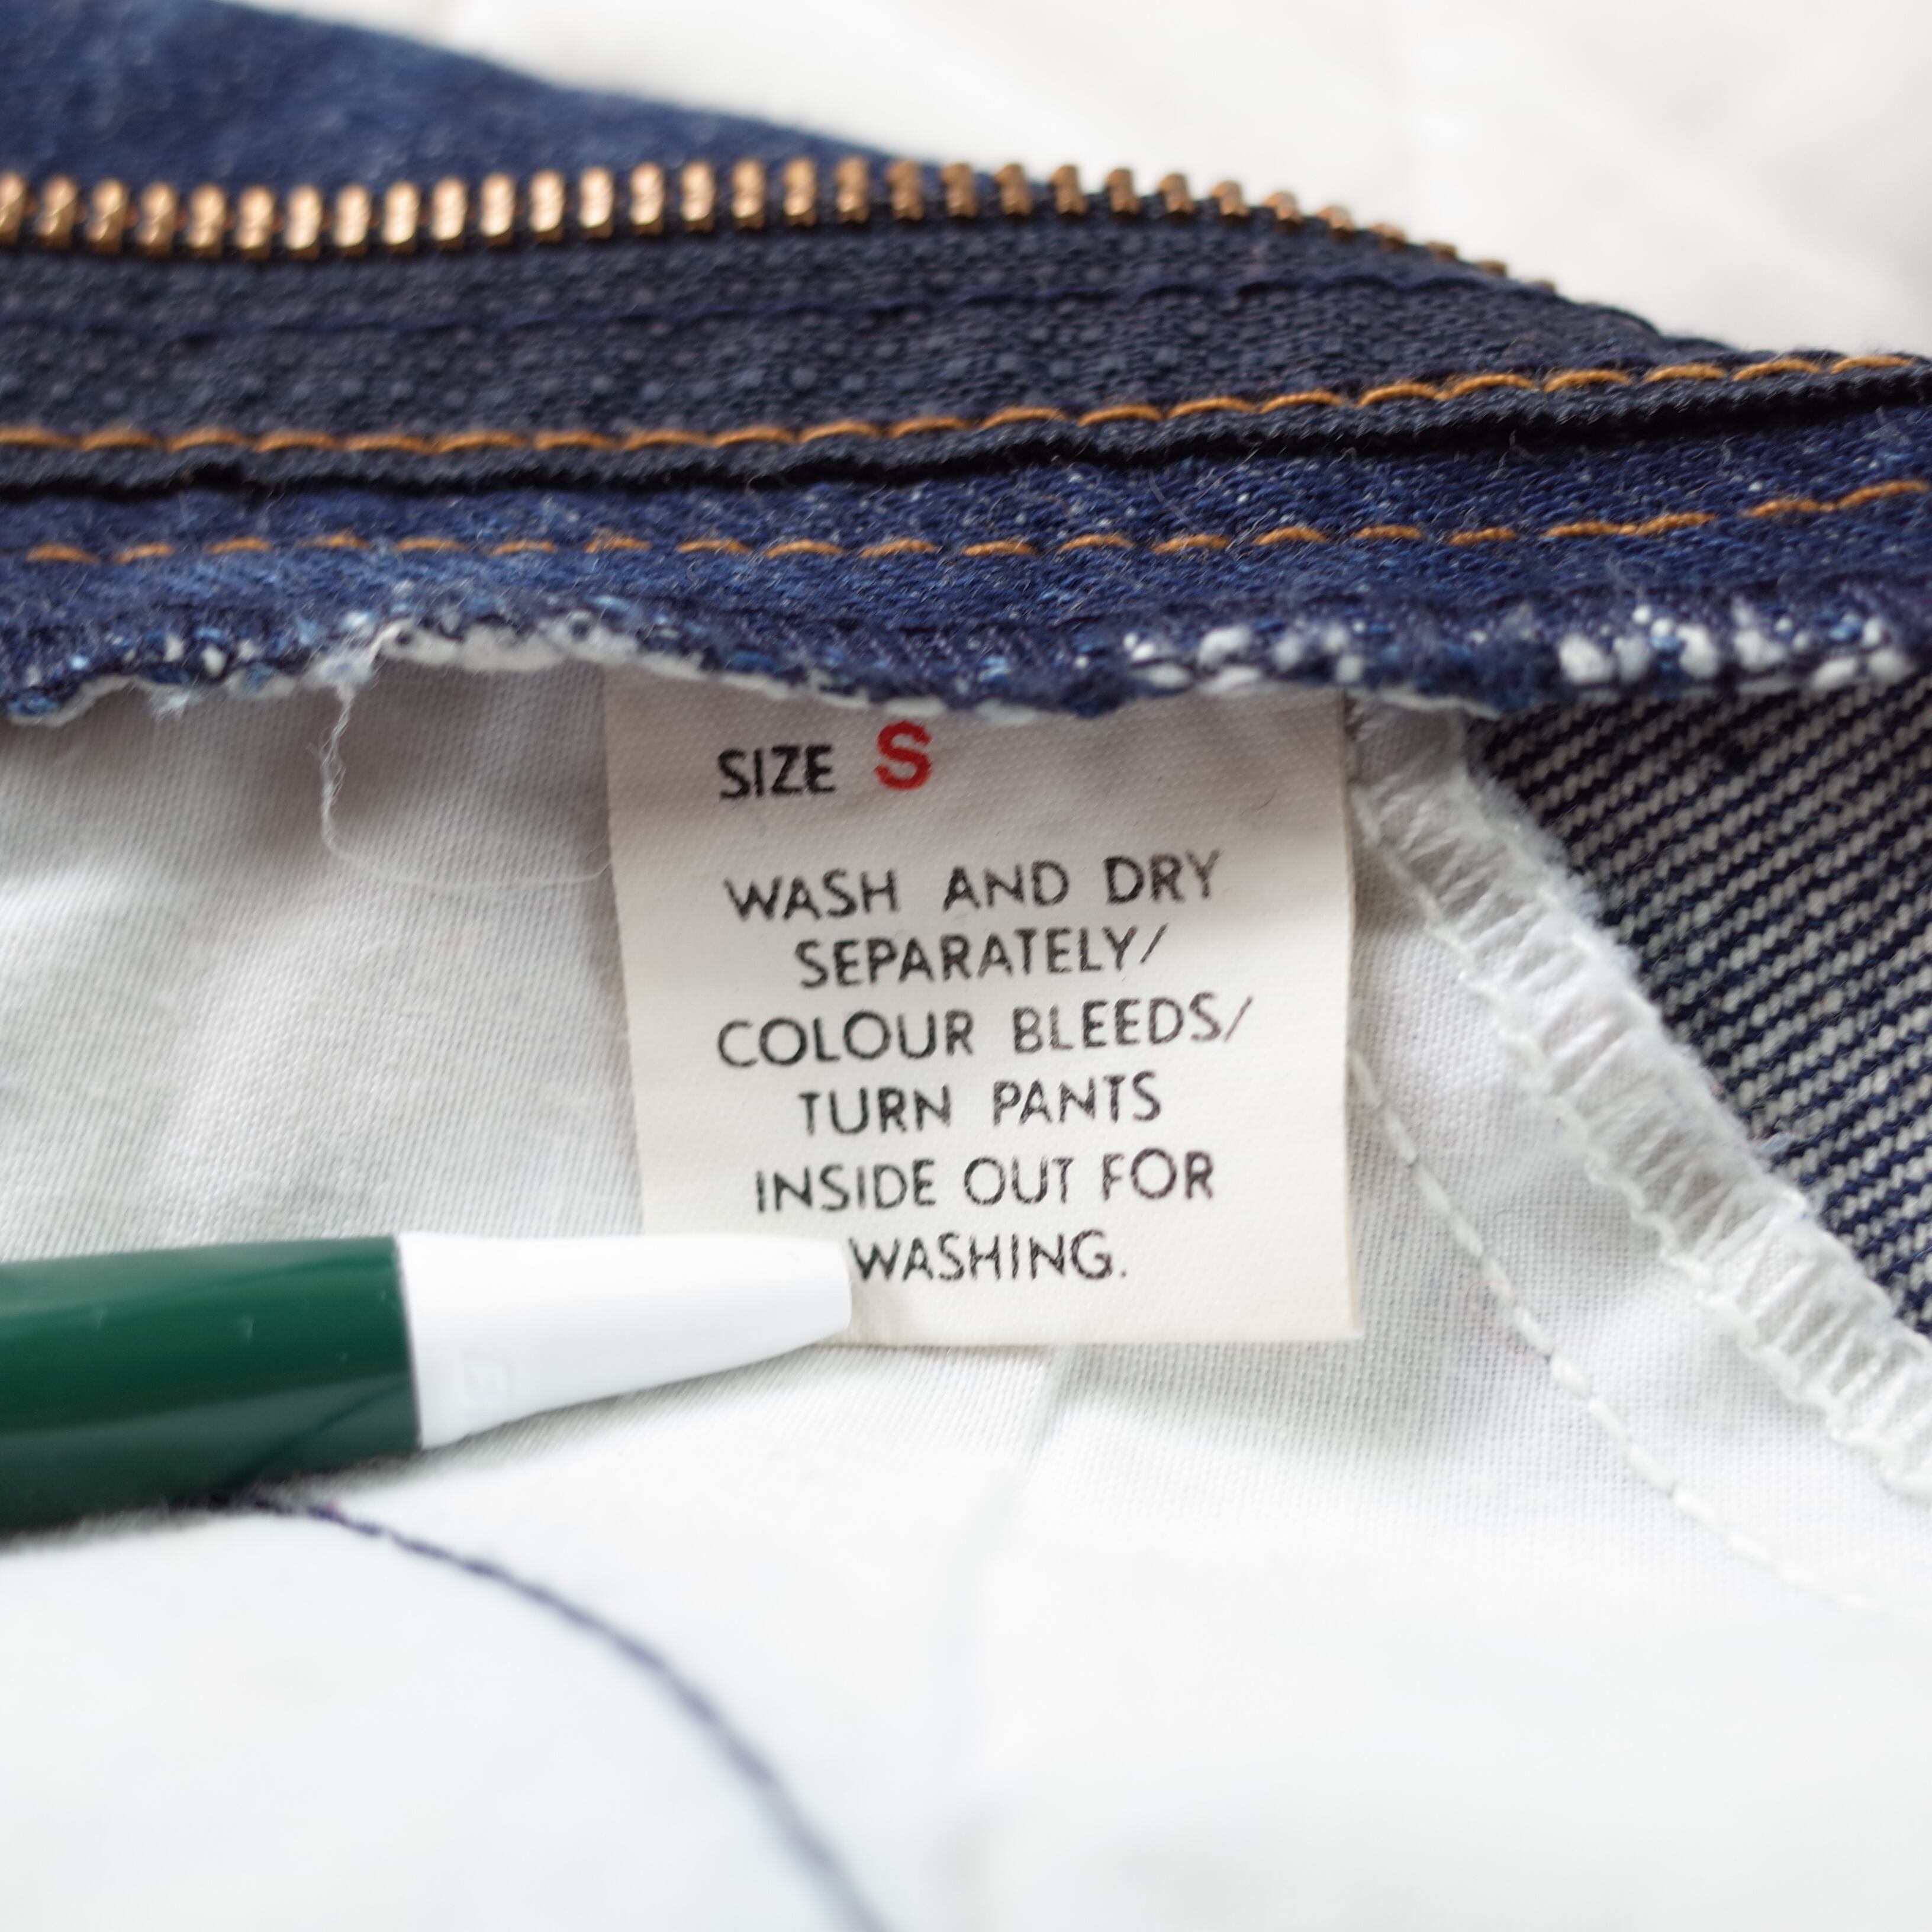 SIZE S
WASH AND DRY
SEPARATELY/
COLOUR BLEEDS/
TURN PANTS
INSIDE OUT FOR
WASHING.